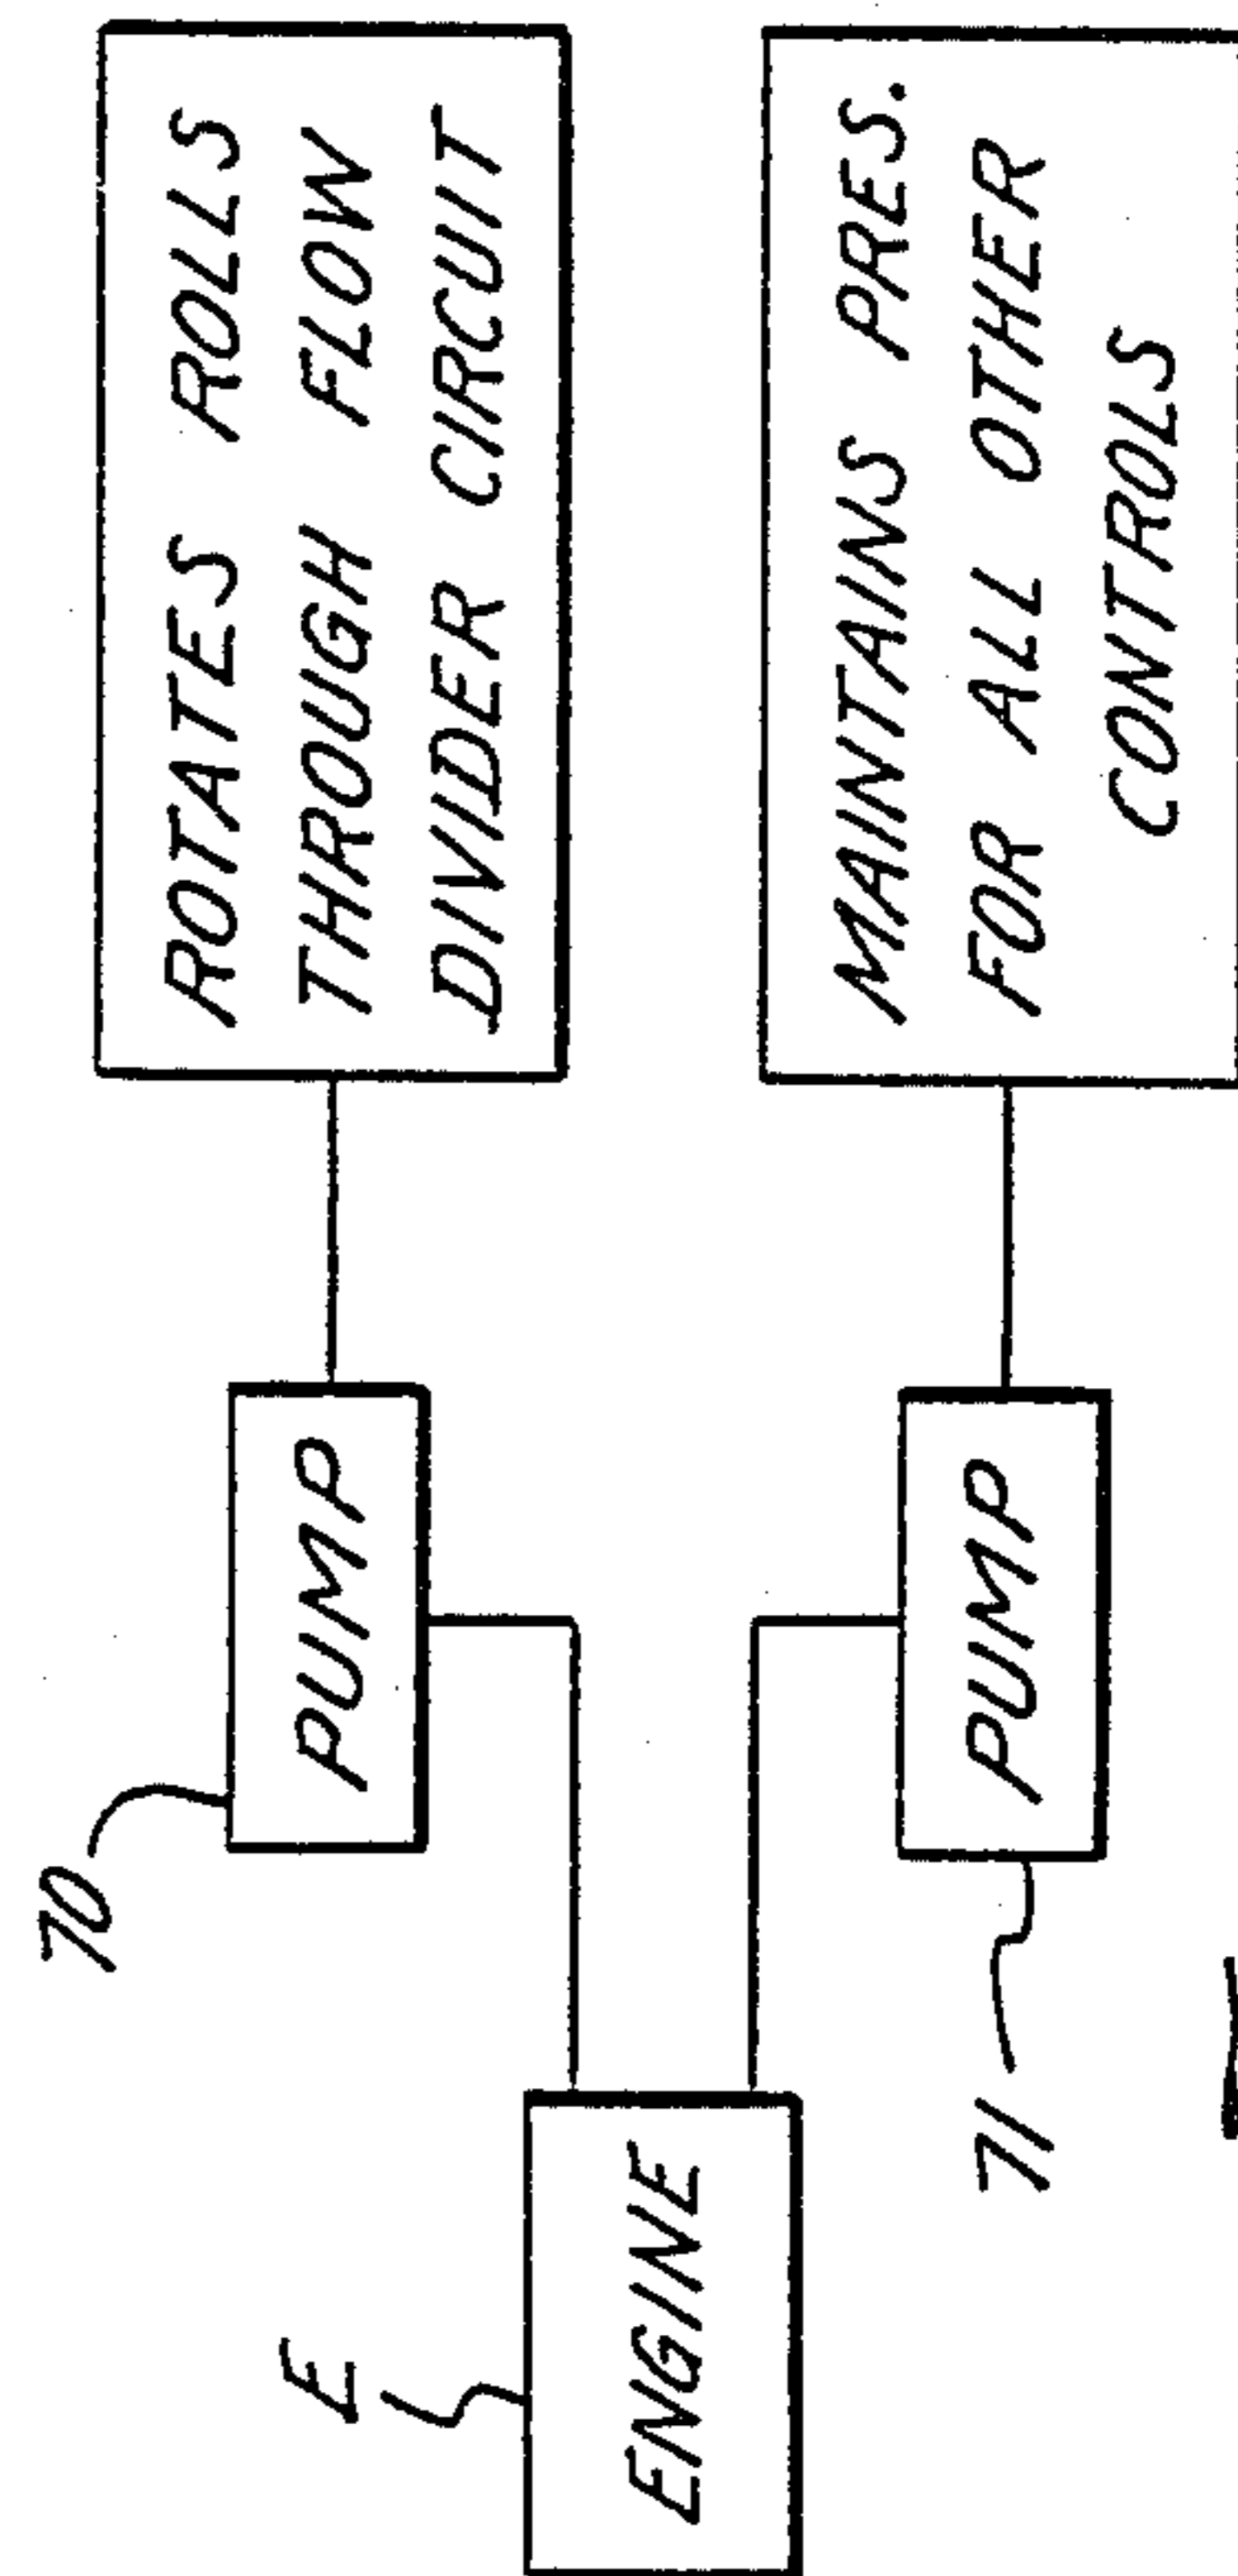 70
PUMP
ROTATES ROLLS
THROUGH FLOW
DIVIDER CIRCUIT
E
ENGINE
71
PUMP
MAINTAINS PRES.
FOR ALL OTHER
CONTROLS